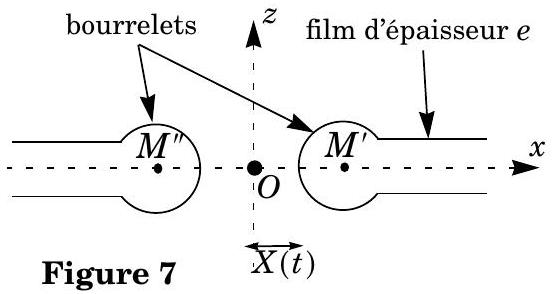 z
bourrelets
film d'épaisseur e
M″
M′
x
O
X(t)
Figure 7